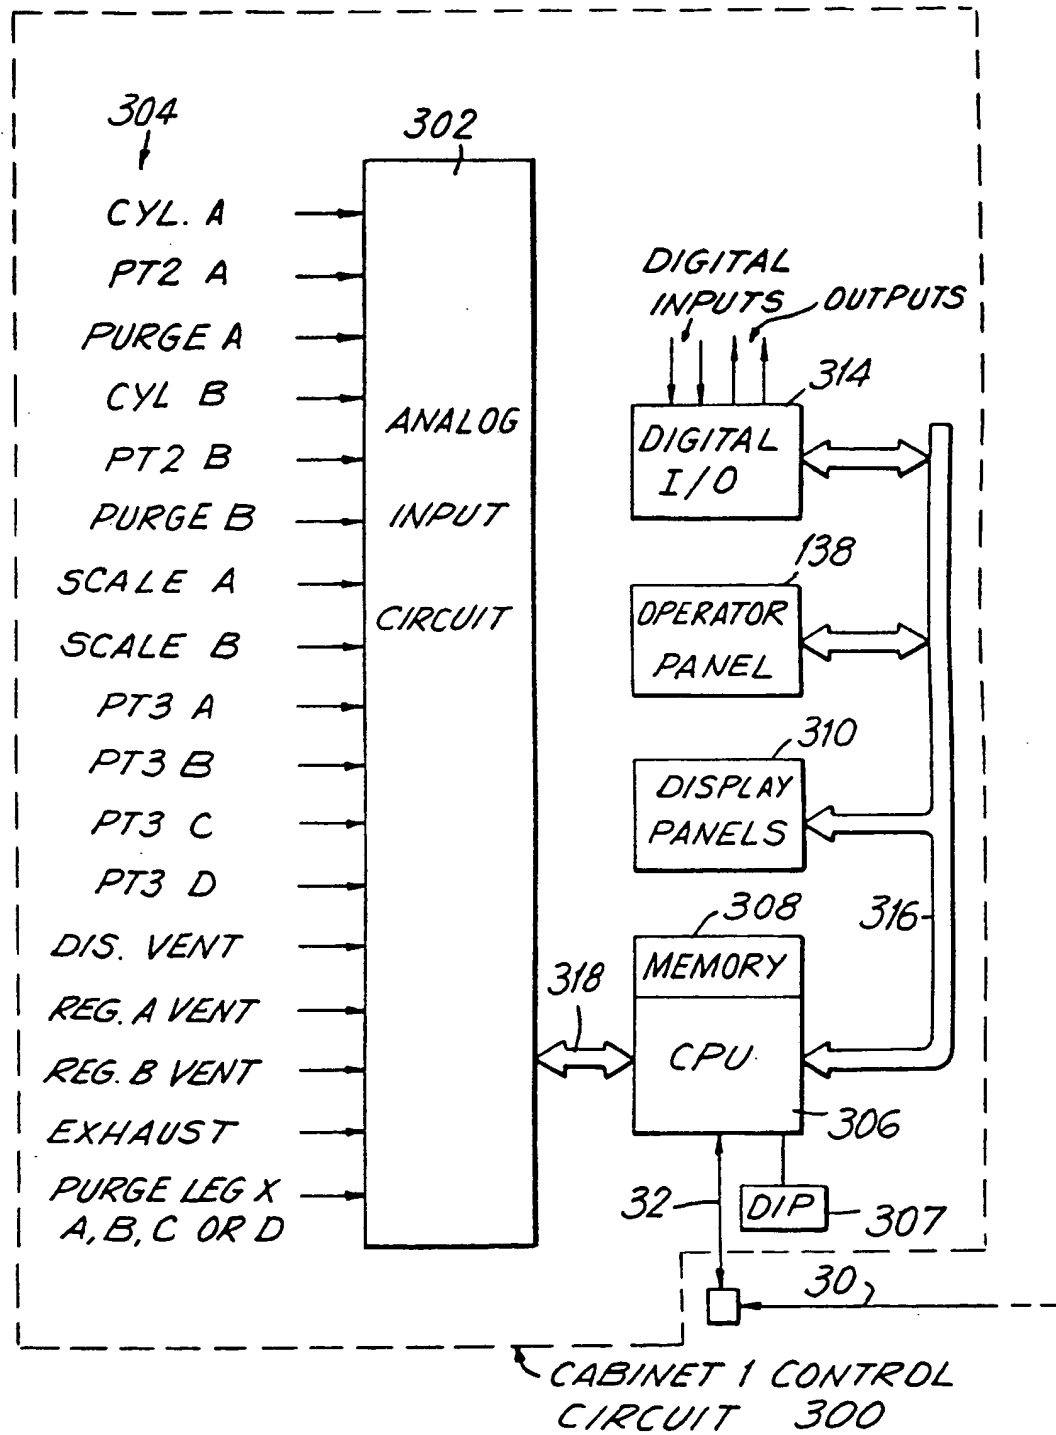 304
302
CYL. A
PT2 A
PURGE A
CYL B
PT2 B
PURGE B
SCALE A
SCALE B
PT3 A
PT3 B
PT3 C
PT3 D
DIS. VENT
REG. A VENT
REG. B VENT
EXHAUST
PURGE LEG X
A, B, C OR D
ANALOG
INPUT
CIRCUIT
DIGITAL
INPUTS
OUTPUTS
314
DIGITAL
I/O
138
OPERATOR
PANEL
310
DISPLAY
PANELS
316
308
MEMORY
318
CPU
306
32
DIP
307
30
CABINET 1 CONTROL
CIRCUIT 300